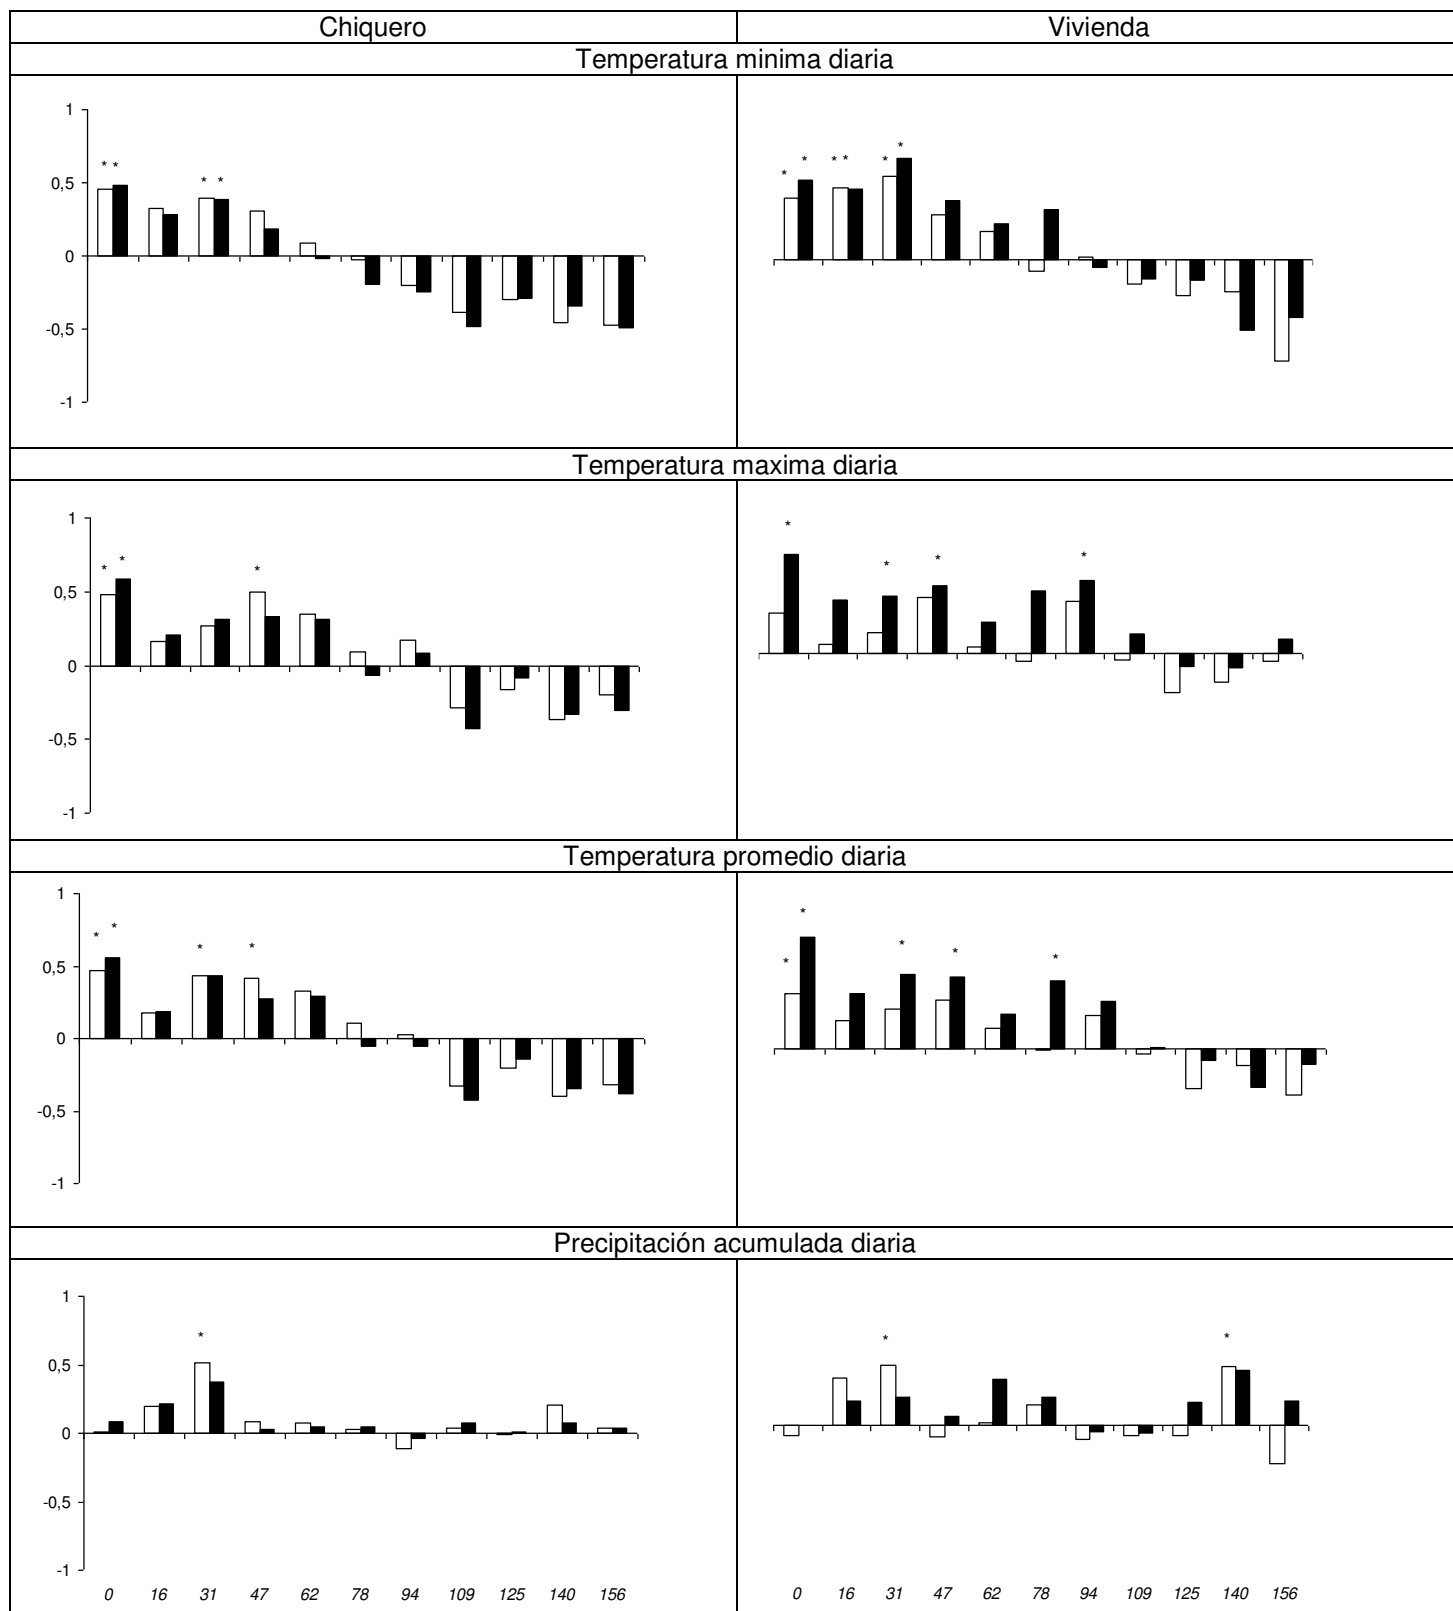 Chiquero Vivienda
Temperatura minima diaria
1
* * * * * * * * * *
0,5
0
-0,5
-1
Temperatura maxima diaria
1
* * * * * * *
0,5
0
-0,5
-1
Temperatura promedio diaria
1
* * * * * * * * *
0,5
0
-0,5
-1
Precipitación acumulada diaria
1
* * *
0,5
0
-0,5
-1
0 16 31 47 62 78 94 109 125 140 156 0 16 31 47 62 78 94 109 125 140 156